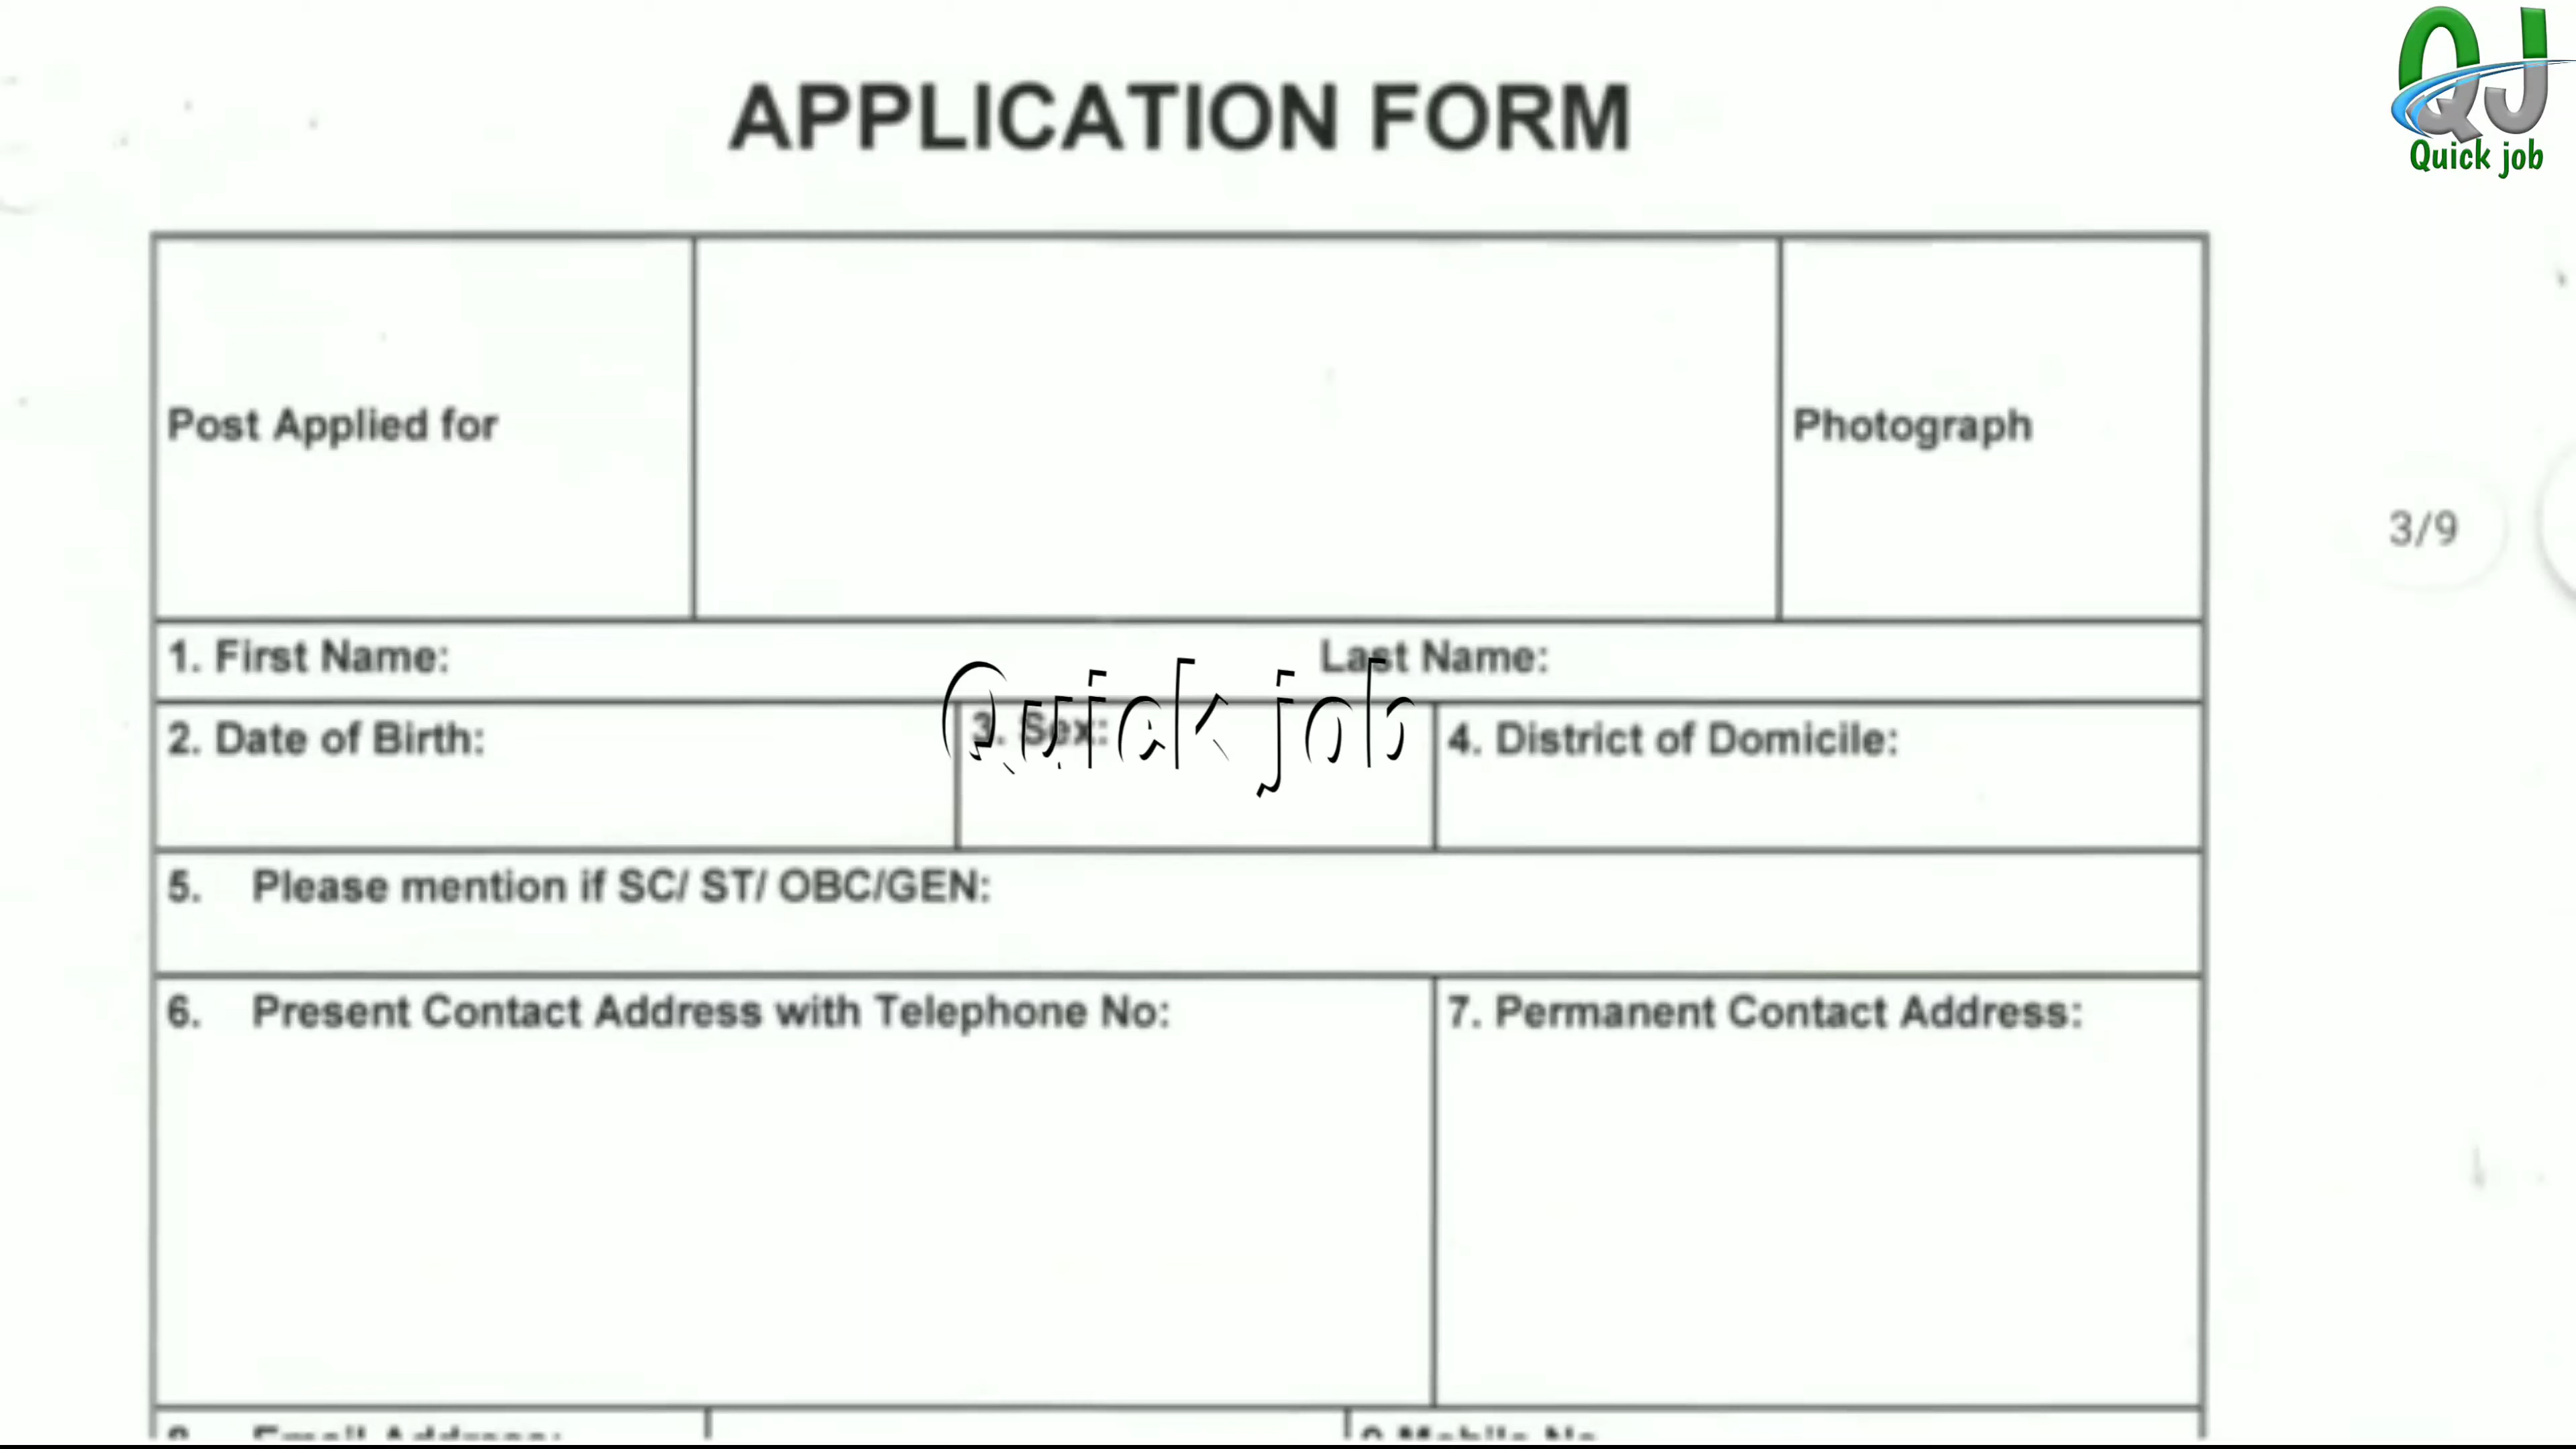 APPLICATION FORM
QJ
Quick job
Post Applied for
Photograph
3/9
1. First Name: Last Name:
Quick job
2. Date of Birth: 3. Sex: 4. District of Domicile:
5. Please mention if SC/ ST/ OBC/GEN:
6. Present Contact Address with Telephone No: 7. Permanent Contact Address: